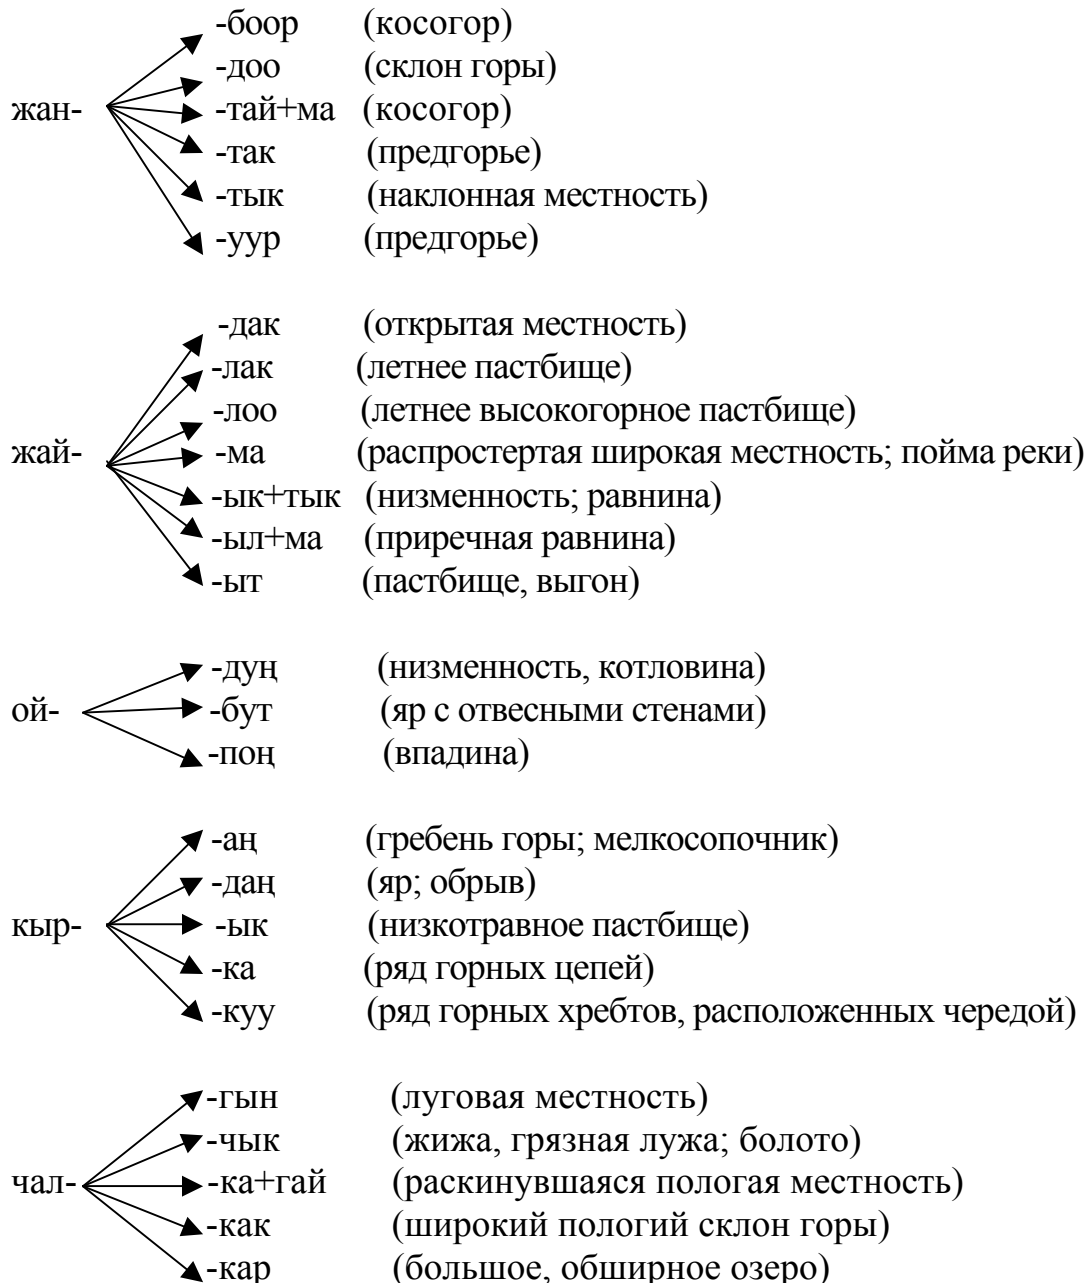 -боор (косогор)
-доо (склон горы)
жан- -тай+ма (косогор)
-так (предгорье)
-тык (наклонная местность)
-уур (предгорье)
-дак (открытая местность)
-лак (летнее пастбище)
-лоо (летнее высокогорное пастбище)
жай- -ма (распростертая широкая местность; пойма реки)
-ык+тык (низменность; равнина)
-ыл+ма (приречная равнина)
-ыт (пастбище, выгон)
-дуң (низменность, котловина)
ой- -бут (яр с отвесными стенами)
-поң (впадина)
-аң (гребень горы; мелкосопочник)
-даң (яр; обрыв)
кыр- -ык (низкотравное пастбище)
-ка (ряд горных цепей)
-куу (ряд горных хребтов, расположенных чередой)
-гын (луговая местность)
-чык (жижа, грязная лужа; болото)
чал- -ка+гай (раскинувшаяся пологая местность)
-как (широкий пологий склон горы)
-кар (большое, обширное озеро)